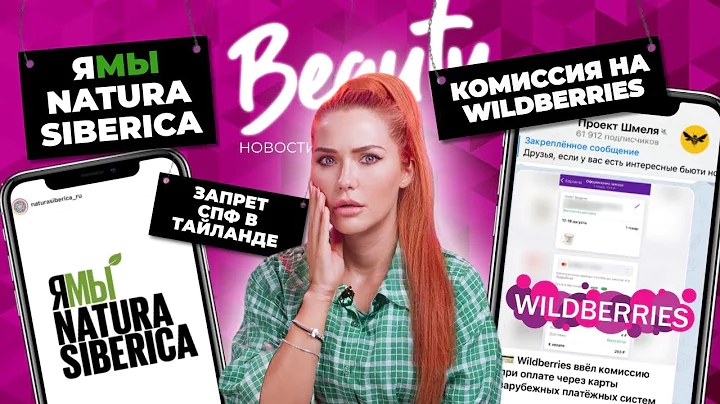 ЯМЫ
NATURA
SIBERICA
Beauty
НОВОСТИ
КОМИССИЯ НА
WILDBERRIES
ЗАПРЕТ
СПФ В
ТАЙЛАНДЕ
naturasiberica_ru
ЯМЫ
NATURA
SIBERICA
Проект Шмеля
61 912 подписчиков
Закреплённое сообщение
Друзья, если у вас есть интересные бьюти но
WILDBERRIES
Wildberries ввёл комиссию
при оплате через карты
зарубежных платёжных систем